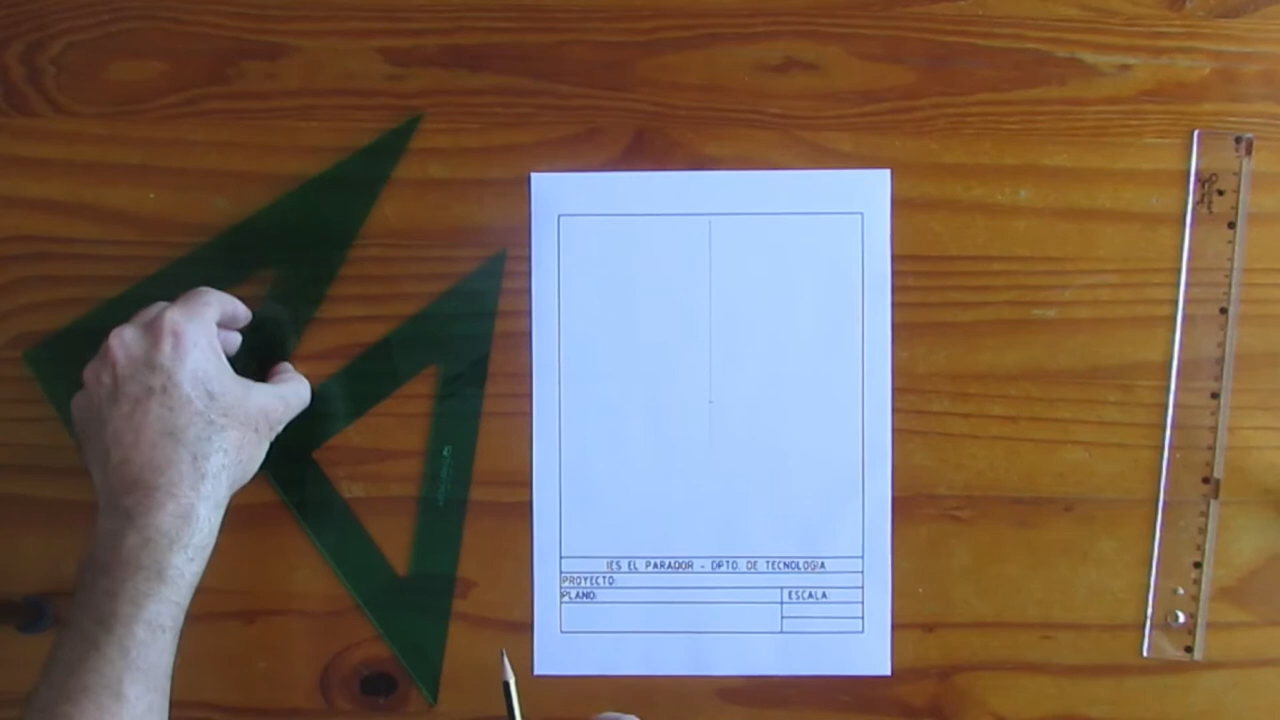 IES EL PARADOR - DPTO. DE TECNOLOGIA
PROYECTO:
PLANO:
ESCALA: